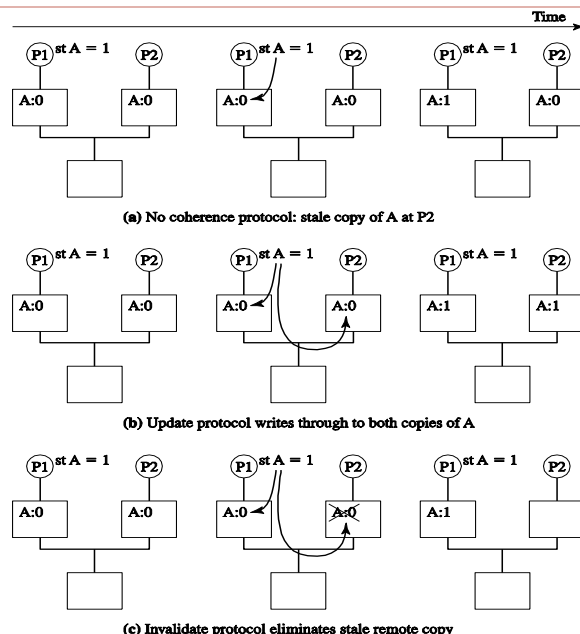 Time
P1 st A = 1 P2 P1 st A = 1 P2 P1 st A = 1 P2
A:0 A:0 A:0 A:0 A:1 A:0
(a) No coherence protocol: stale copy of A at P2
P1 st A = 1 P2 P1 st A = 1 P2 P1 st A = 1 P2
A:0 A:0 A:0 A:0 A:1 A:1
(b) Update protocol writes through to both copies of A
P1 st A = 1 P2 P1 st A = 1 P2 P1 st A = 1 P2
A:0 A:0 A:0 A:0 A:1
(c) Invalidate protocol eliminates stale remote copy